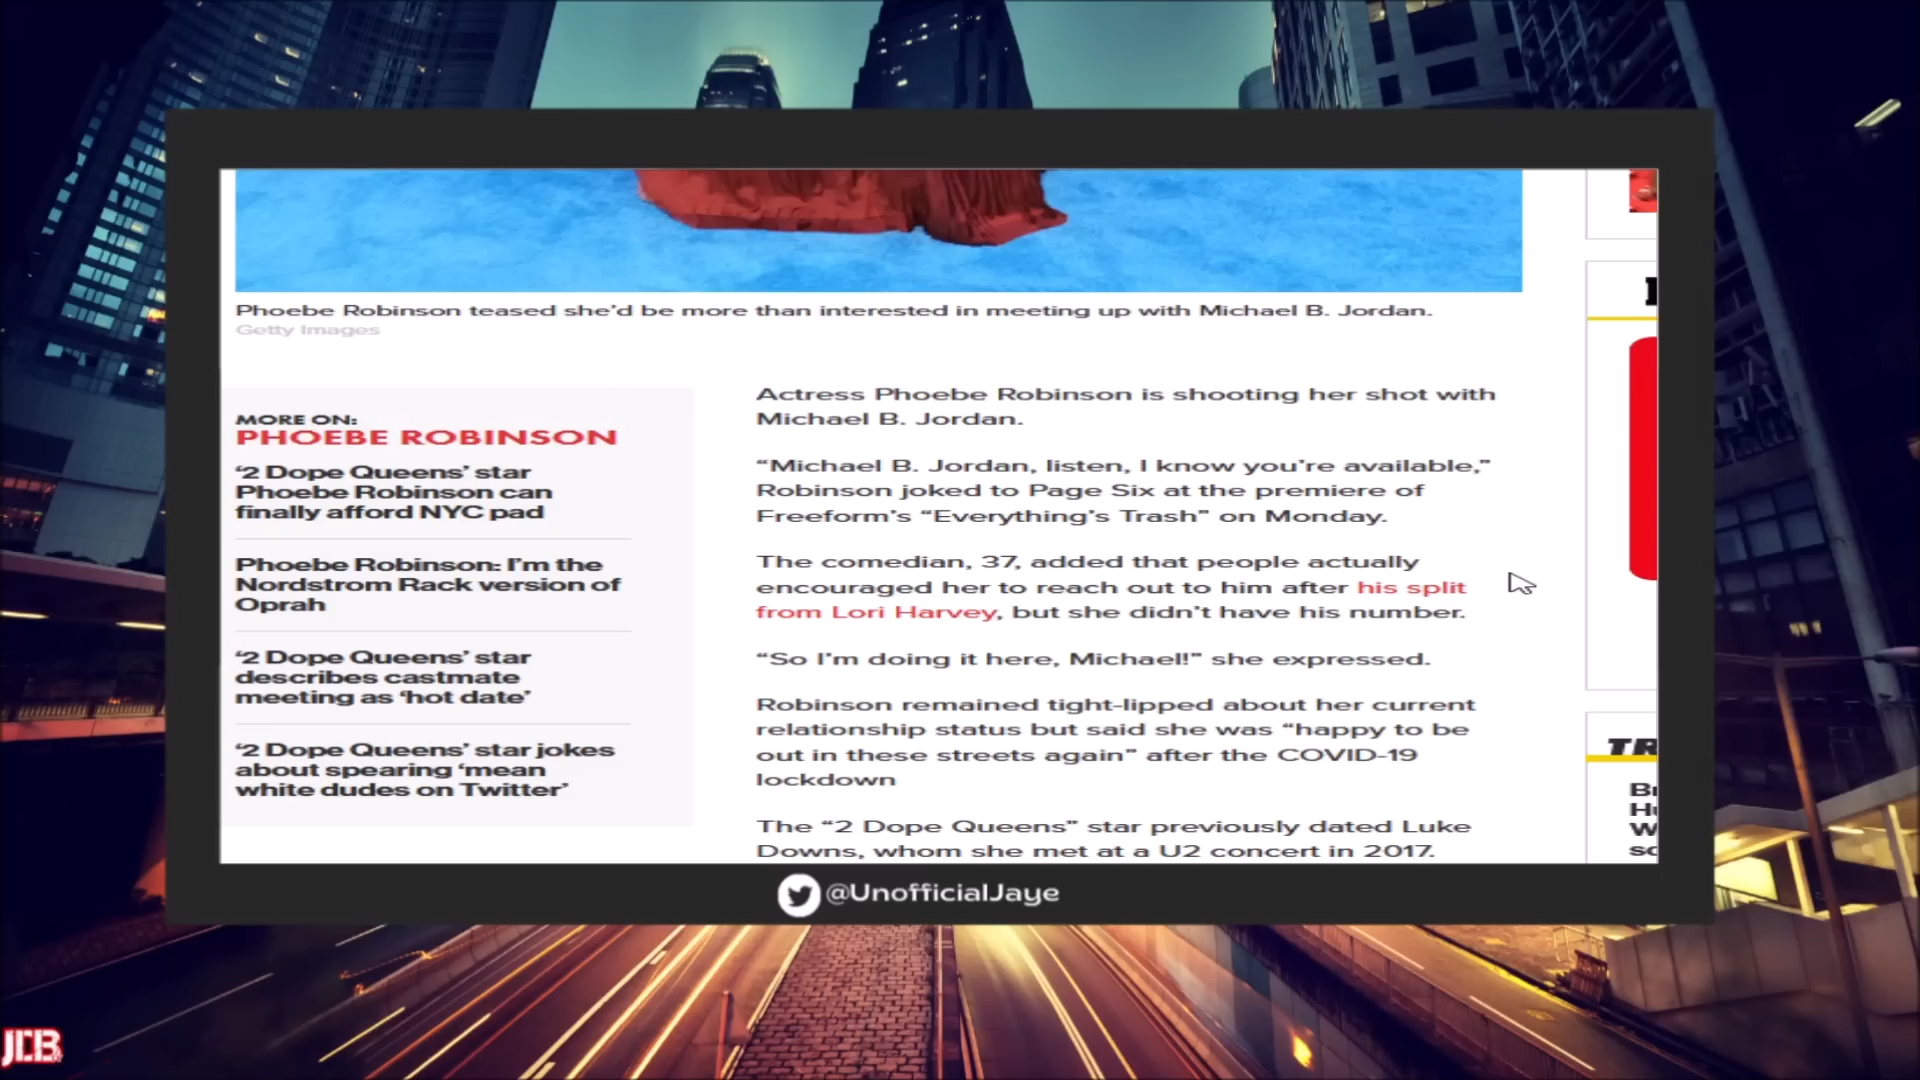 Phoebe Robinson teased she’d be more than interested in meeting up with Michael B. Jordan.
Getty Images
MORE ON:
PHOEBE ROBINSON
‘2 Dope Queens’ star
Phoebe Robinson can
finally afford NYC pad
Phoebe Robinson: I’m the
Nordstrom Rack version of
Oprah
‘2 Dope Queens’ star
describes castmate
meeting as ‘hot date’
‘2 Dope Queens’ star jokes
about spearing ‘mean
white dudes on Twitter’
Actress Phoebe Robinson is shooting her shot with
Michael B. Jordan.
“Michael B. Jordan, listen, I know you’re available,”
Robinson joked to Page Six at the premiere of
Freeform’s “Everything’s Trash” on Monday.
The comedian, 37, added that people actually
encouraged her to reach out to him after his split
from Lori Harvey, but she didn’t have his number.
“So I’m doing it here, Michael!” she expressed.
Robinson remained tight-lipped about her current
relationship status but said she was “happy to be
out in these streets again” after the COVID-19
lockdown
The “2 Dope Queens” star previously dated Luke
Downs, whom she met at a U2 concert in 2017.
@UnofficialJaye
JCB